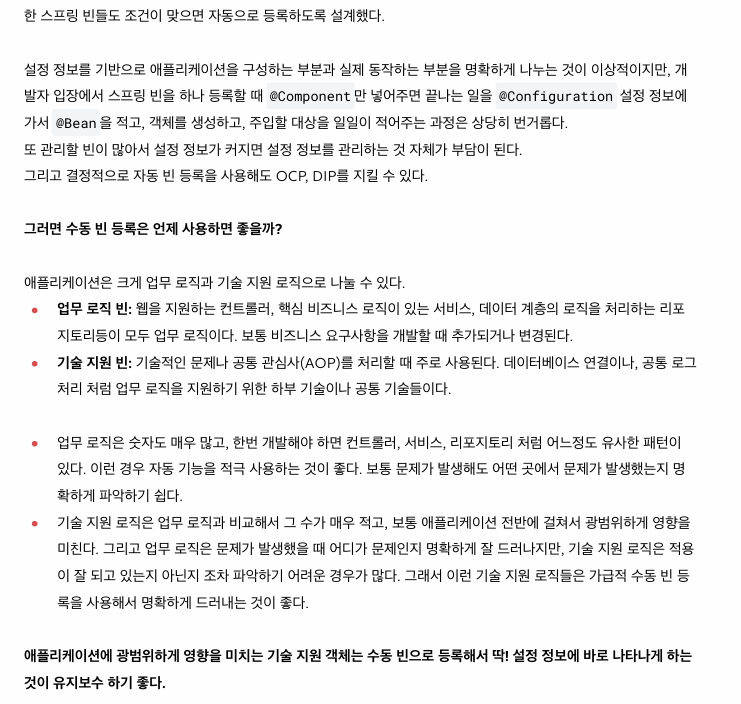 한 스프링 빈들도 조건이 맞으면 자동으로 등록하도록 설계했다.
설정 정보를 기반으로 애플리케이션을 구성하는 부분과 실제 동작하는 부분을 명확하게 나누는 것이 이상적이지만, 개
발자 입장에서 스프링 빈을 하나 등록할 때 @Component 만 넣어주면 끝나는 일을 @Configuration 설정 정보에
가서 @Bean 을 적고, 객체를 생성하고, 주입할 대상을 일일이 적어주는 과정은 상당히 번거롭다.
또 관리할 빈이 많아서 설정 정보가 커지면 설정 정보를 관리하는 것 자체가 부담이 된다.
그리고 결정적으로 자동 빈 등록을 사용해도 OCP, DIP를 지킬 수 있다.
그러면 수동 빈 등록은 언제 사용하면 좋을까?
애플리케이션은 크게 업무 로직과 기술 지원 로직으로 나눌 수 있다.
• 업무 로직 빈: 웹을 지원하는 컨트롤러, 핵심 비즈니스 로직이 있는 서비스, 데이터 계층의 로직을 처리하는 리포
지토리등이 모두 업무 로직이다. 보통 비즈니스 요구사항을 개발할 때 추가되거나 변경된다.
• 기술 지원 빈: 기술적인 문제나 공통 관심사(AOP)를 처리할 때 주로 사용된다. 데이터베이스 연결이나, 공통 로그
처리 처럼 업무 로직을 지원하기 위한 하부 기술이나 공통 기술들이다.
• 업무 로직은 숫자도 매우 많고, 한번 개발해야 하면 컨트롤러, 서비스, 리포지토리 처럼 어느정도 유사한 패턴이
있다. 이런 경우 자동 기능을 적극 사용하는 것이 좋다. 보통 문제가 발생해도 어떤 곳에서 문제가 발생했는지 명
확하게 파악하기 쉽다.
• 기술 지원 로직은 업무 로직과 비교해서 그 수가 매우 적고, 보통 애플리케이션 전반에 걸쳐서 광범위하게 영향을
미친다. 그리고 업무 로직은 문제가 발생했을 때 어디가 문제인지 명확하게 잘 드러나지만, 기술 지원 로직은 적용
이 잘 되고 있는지 아닌지 조차 파악하기 어려운 경우가 많다. 그래서 이런 기술 지원 로직들은 가급적 수동 빈 등
록을 사용해서 명확하게 드러내는 것이 좋다.
애플리케이션에 광범위하게 영향을 미치는 기술 지원 객체는 수동 빈으로 등록해서 딱! 설정 정보에 바로 나타나게 하는
것이 유지보수 하기 좋다.